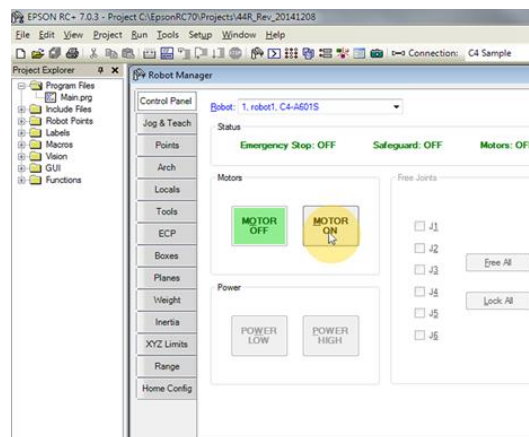 EPSON RC+ 7.0.3 - Project C:\EpsonRC70\Projects\44R_Rev_20141208
File Edit View Project Run Tools Setup Window Help
Connection: C4 Sample
Project Explorer
Program Files
Main.prg
Include Files
Robot Points
Labels
Macros
Vision
GUI
Functions
Robot Manager
Control Panel
Jog & Teach
Points
Arch
Locals
Tools
ECP
Boxes
Planes
Weight
Inertia
XYZ Limits
Range
Home Config
Robot: 1, robot1, C4-A601S
Status
Emergency Stop: OFF Safeguard: OFF Motors: OF
Motors
MOTOR OFF
MOTOR ON
Power
POWER LOW
POWER HIGH
Free Joints
J1
J2
J3
J4
J5
J6
Free All
Lock All